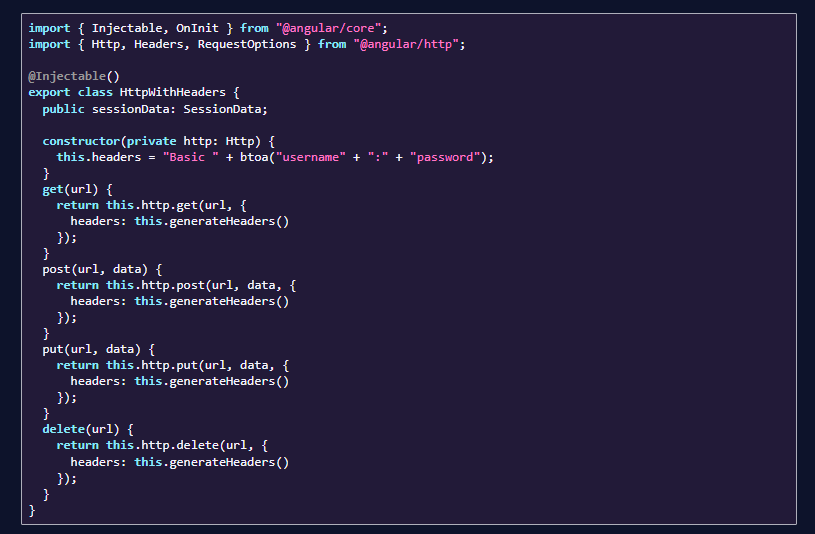 import { Injectable, OnInit } from "@angular/core";
import { Http, Headers, RequestOptions } from "@angular/http";

@Injectable()
export class HttpWithHeaders {
  public sessionData: SessionData;

  constructor(private http: Http) {
    this.headers = "Basic " + btoa("username" + ":" + "password");
  }
  get(url) {
    return this.http.get(url, {
      headers: this.generateHeaders()
    });
  }
  post(url, data) {
    return this.http.post(url, data, {
      headers: this.generateHeaders()
    });
  }
  put(url, data) {
    return this.http.put(url, data, {
      headers: this.generateHeaders()
    });
  }
  delete(url) {
    return this.http.delete(url, {
      headers: this.generateHeaders()
    });
  }
}